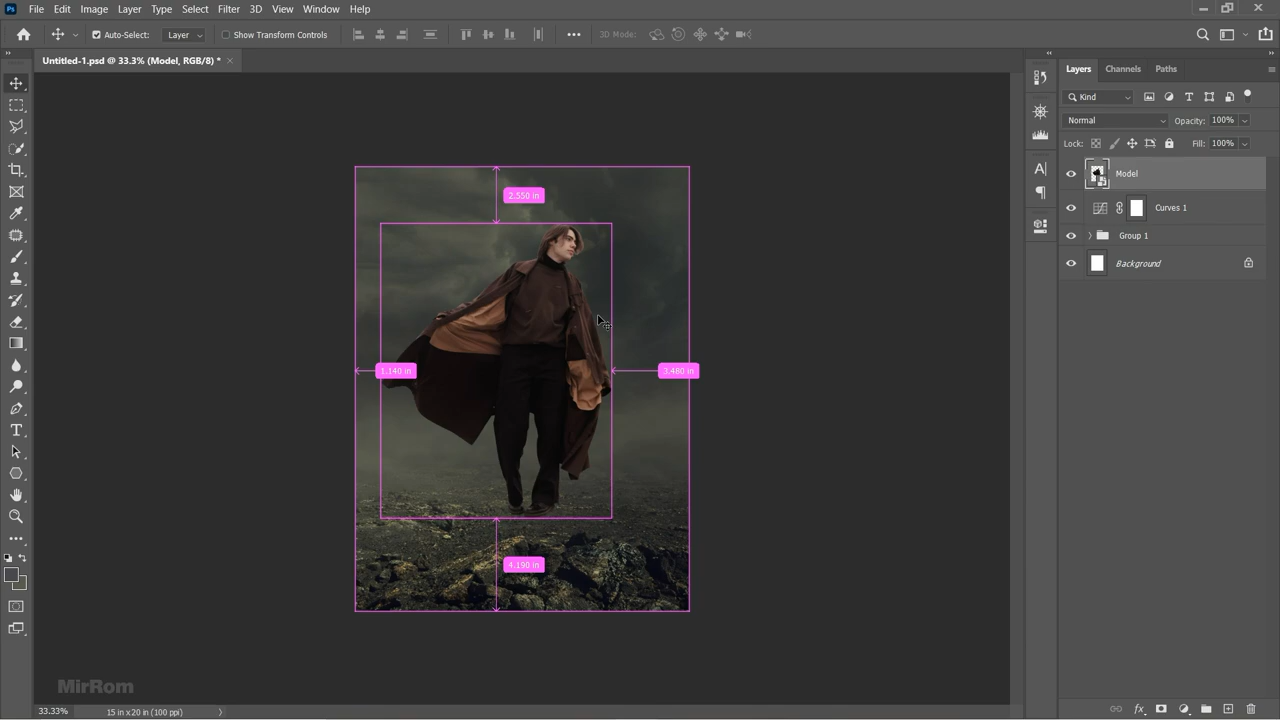 Ps File Edit Image Layer Type Select Filter 3D View Window Help
Auto-Select: Layer Show Transform Controls 3D Mode:
Untitled-1.psd @ 33.3% (Model, RGB/8) *
Layers Channels Paths
Kind
Normal Opacity: 100%
Lock: Fill: 100%
Model
Curves 1
Group 1
Background
2.550 in
1.140 in
3.480 in
4.190 in
MirRom
33.33% 15 in x 20 in (100 ppi)